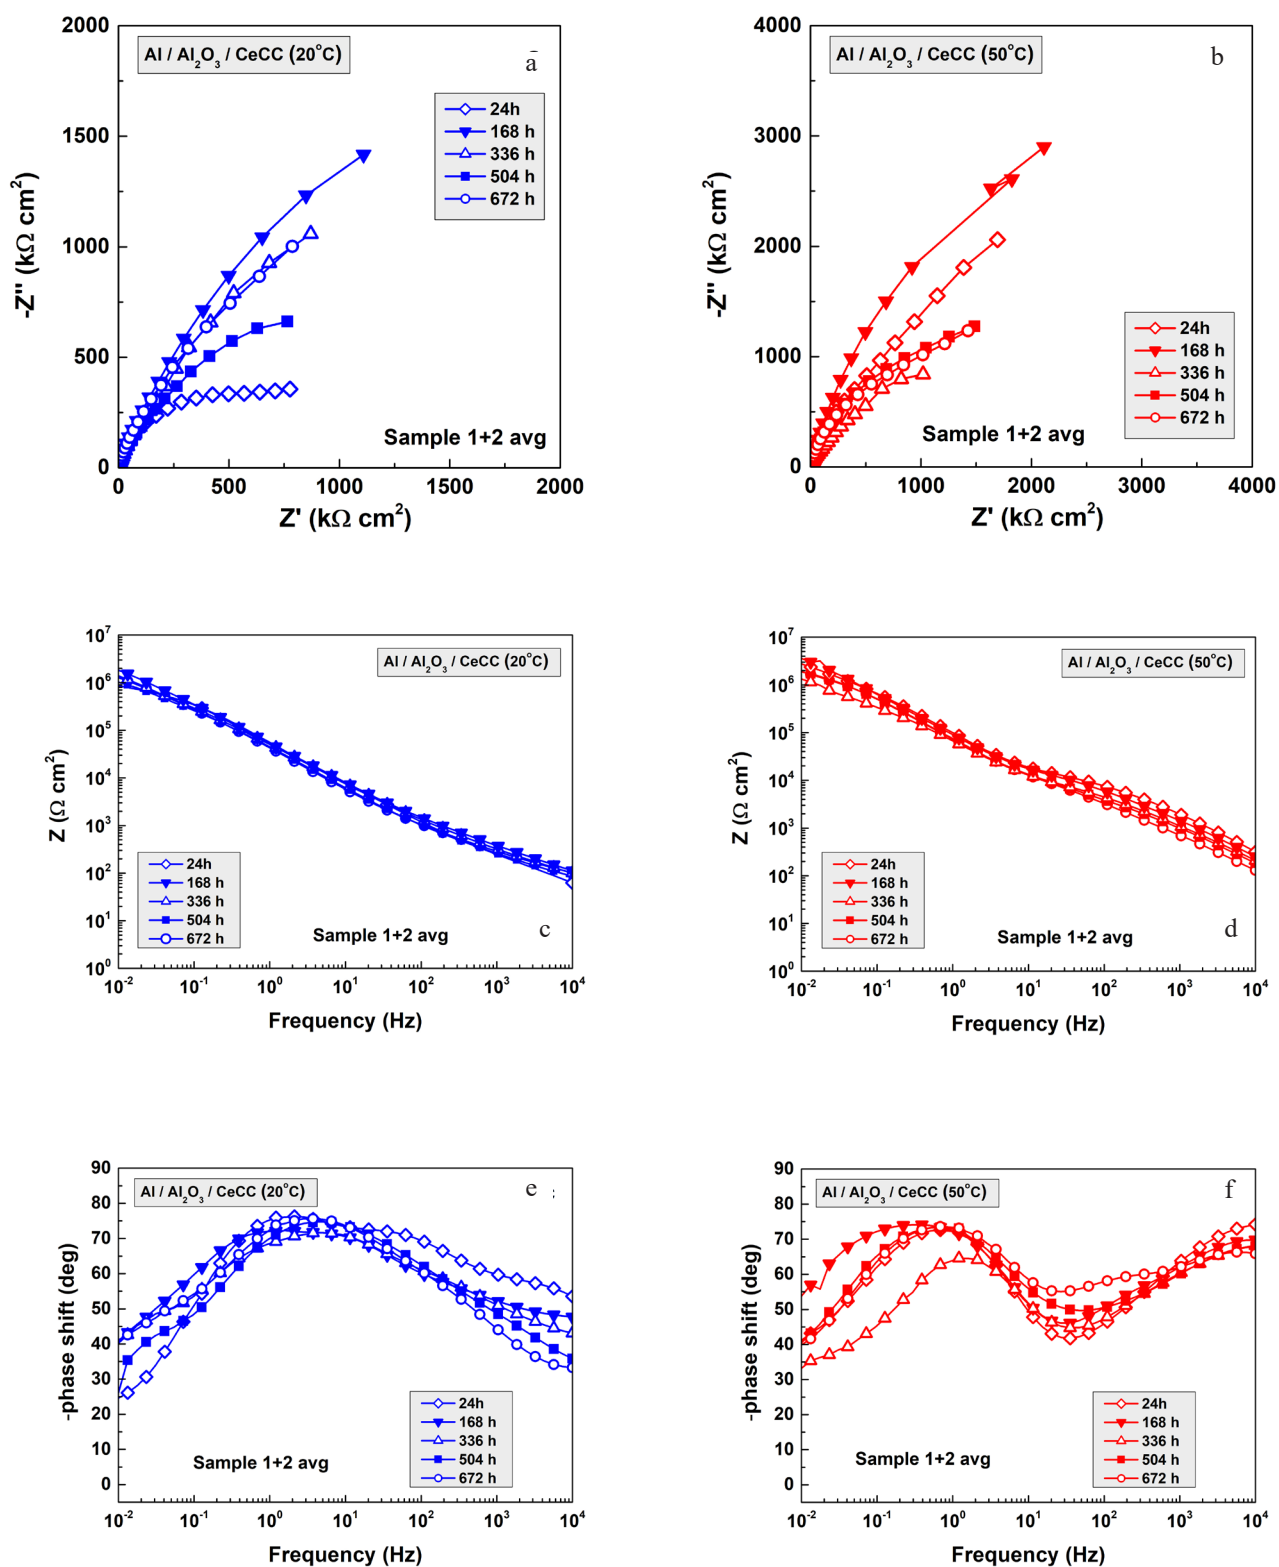 Al / Al2O3 / CeCC (20°C)
a
24h
168 h
336 h
504 h
672 h
Sample 1+2 avg
2000
1500
1000
500
0
-Z'' (kΩ cm²)
0 500 1000 1500 2000
Z' (kΩ cm²)
Al / Al2O3 / CeCC (50°C)
b
24h
168 h
336 h
504 h
672 h
Sample 1+2 avg
4000
3000
2000
1000
0
-Z'' (kΩ cm²)
0 1000 2000 3000 4000
Z' (kΩ cm²)
Al / Al2O3 / CeCC (20°C)
24h
168 h
336 h
504 h
672 h
Sample 1+2 avg
c
10⁷
10⁶
10⁵
10⁴
10³
10²
10¹
10⁰
Z (Ω cm²)
10⁻² 10⁻¹ 10⁰ 10¹ 10² 10³ 10⁴
Frequency (Hz)
Al / Al2O3 / CeCC (50°C)
24h
168 h
336 h
504 h
672 h
Sample 1+2 avg
d
10⁷
10⁶
10⁵
10⁴
10³
10²
10¹
10⁰
Z (Ω cm²)
10⁻² 10⁻¹ 10⁰ 10¹ 10² 10³ 10⁴
Frequency (Hz)
Al / Al2O3 / CeCC (20°C)
e :
24h
168 h
336 h
504 h
672 h
Sample 1+2 avg
90
80
70
60
50
40
30
20
10
0
-phase shift (deg)
10⁻² 10⁻¹ 10⁰ 10¹ 10² 10³ 10⁴
Frequency (Hz)
Al / Al2O3 / CeCC (50°C)
f
24h
168 h
336 h
504 h
672 h
Sample 1+2 avg
90
80
70
60
50
40
30
20
10
0
-phase shift (deg)
10⁻² 10⁻¹ 10⁰ 10¹ 10² 10³ 10⁴
Frequency (Hz)